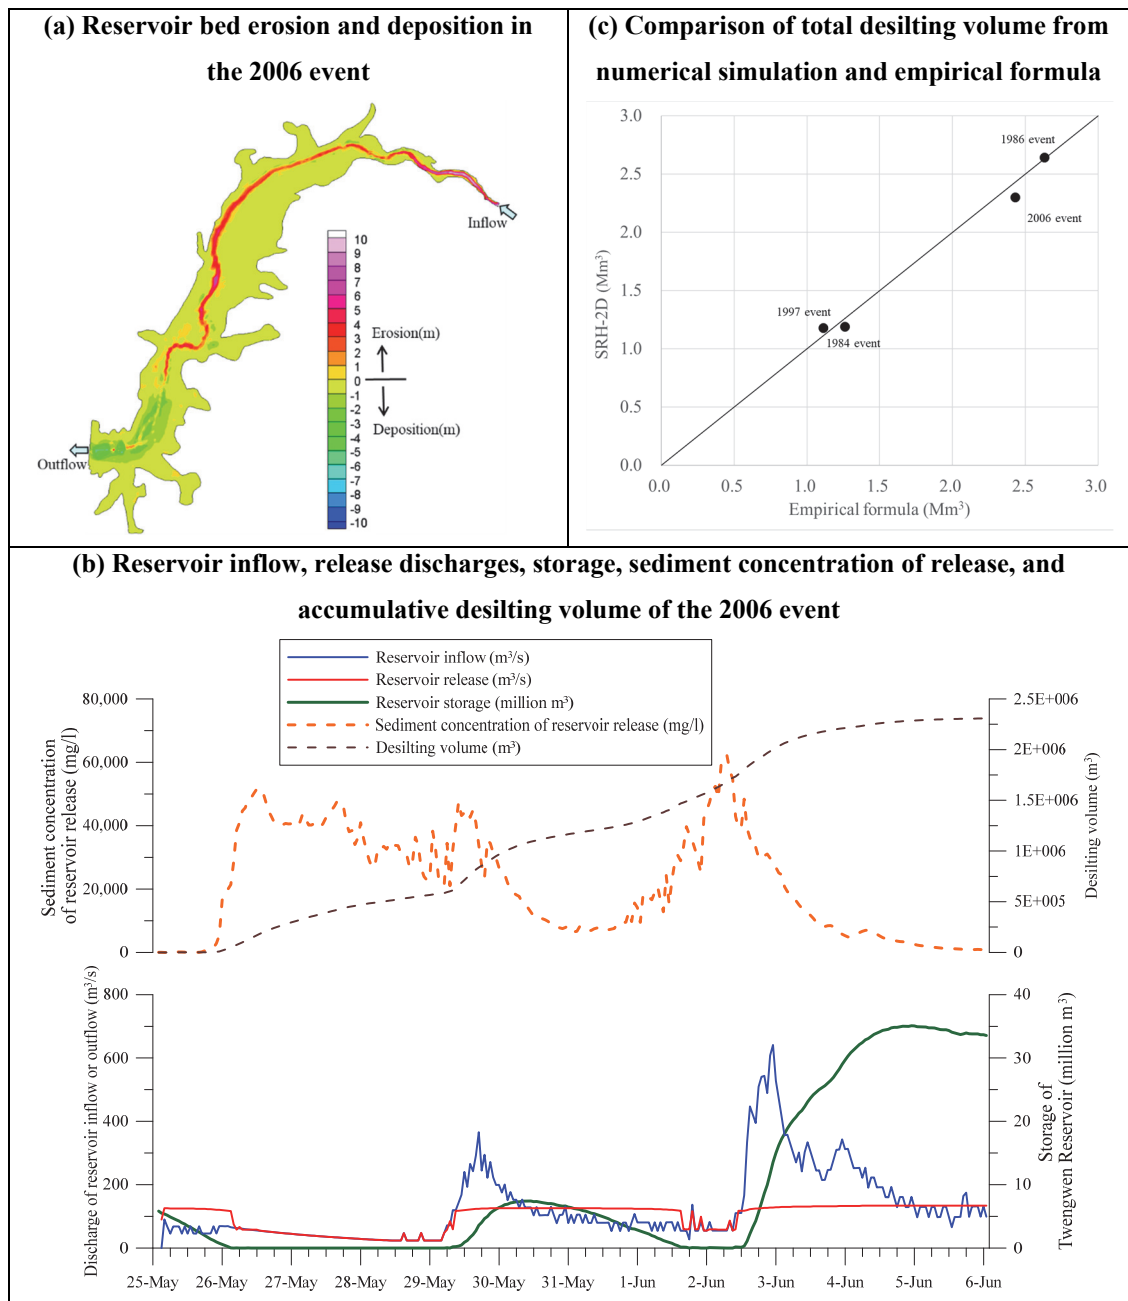 (a) Reservoir bed erosion and deposition in
the 2006 event
Inflow
10
9
8
7
6
5
4
3
2
1
0
-1
-2
-3
-4
-5
-6
-7
-8
-9
-10
Erosion(m)
Deposition(m)
Outflow
(c) Comparison of total desilting volume from
numerical simulation and empirical formula
3.0
2.5
2.0
1.5
1.0
0.5
0.0
SRH-2D (Mm³)
1986 event
2006 event
1997 event
1984 event
0.0 0.5 1.0 1.5 2.0 2.5 3.0
Empirical formula (Mm³)
(b) Reservoir inflow, release discharges, storage, sediment concentration of release, and
accumulative desilting volume of the 2006 event
Reservoir inflow (m³/s)
Reservoir release (m³/s)
Reservoir storage (million m³)
Sediment concentration of reservoir release (mg/l)
Desilting volume (m³)
80,000
60,000
40,000
20,000
0
Sediment concentration
of reservoir release (mg/l)
2.5E+006
2E+006
1.5E+006
1E+006
5E+005
0
Desilting volume (m³)
800
600
400
200
0
Discharge of reservoir inflow or outflow (m³/s)
40
30
20
10
0
Storage of
Twengwen Reservoir (million m³)
25-May 26-May 27-May 28-May 29-May 30-May 31-May 1-Jun 2-Jun 3-Jun 4-Jun 5-Jun 6-Jun